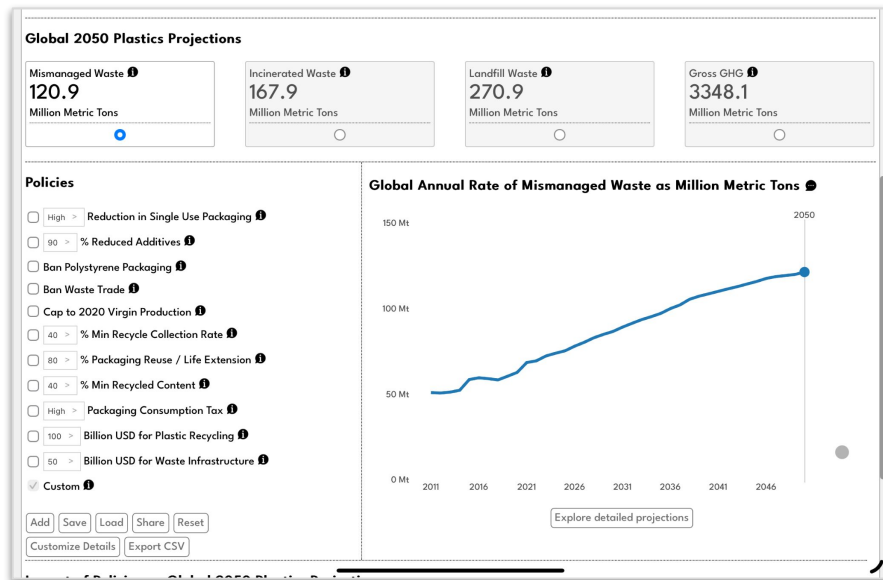 Global 2050 Plastics Projections
Mismanaged Waste
120.9
Million Metric Tons
Incinerated Waste
167.9
Million Metric Tons
Landfill Waste
270.9
Million Metric Tons
Gross GHG
3348.1
Million Metric Tons
Policies
High > Reduction in Single Use Packaging
90 > % Reduced Additives
Ban Polystyrene Packaging
Ban Waste Trade
Cap to 2020 Virgin Production
40 > % Min Recycle Collection Rate
80 > % Packaging Reuse / Life Extension
40 > % Min Recycled Content
High > Packaging Consumption Tax
100 > Billion USD for Plastic Recycling
50 > Billion USD for Waste Infrastructure
Custom
Add Save Load Share Reset
Customize Details Export CSV
Global Annual Rate of Mismanaged Waste as Million Metric Tons
2050
150 Mt
100 Mt
50 Mt
0 Mt
2011 2016 2021 2026 2031 2036 2041 2046
Explore detailed projections